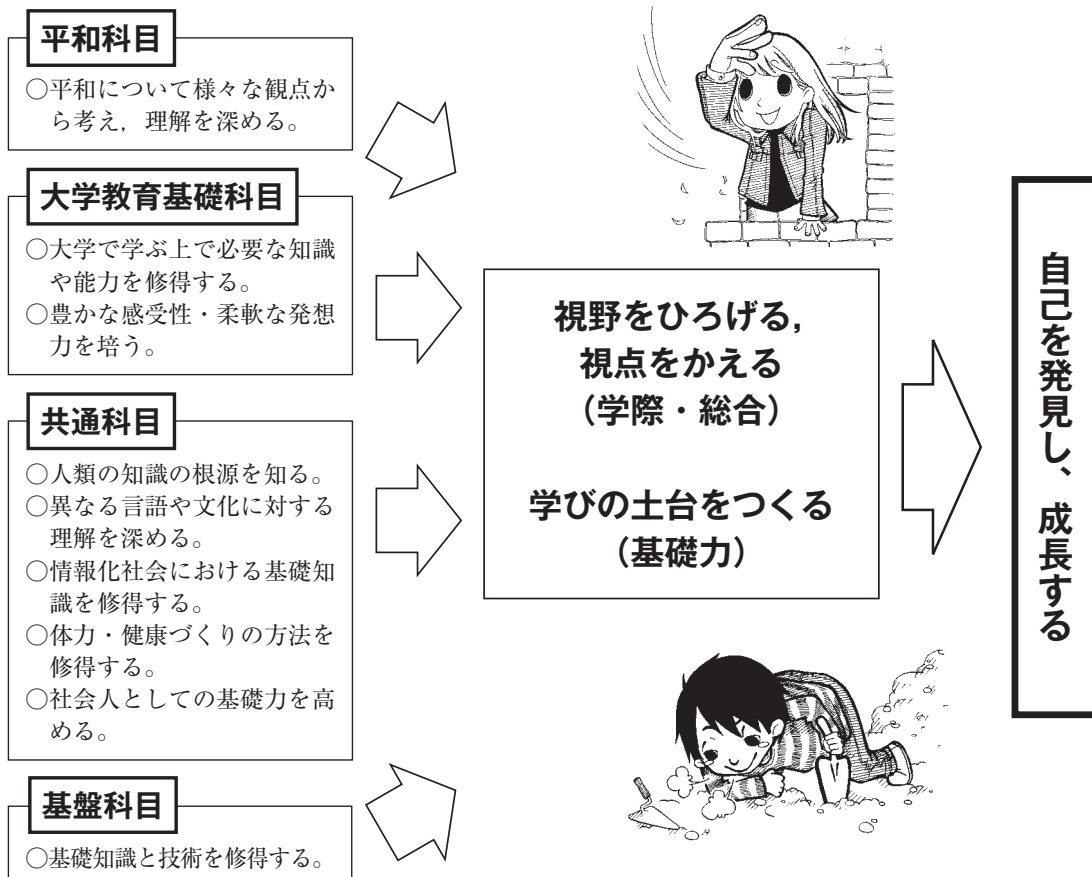 平和科目
○平和について様々な観点か
ら考え，理解を深める。
大学教育基礎科目
○大学で学ぶ上で必要な知識
や能力を修得する。
○豊かな感受性・柔軟な発想
力を培う。
共通科目
○人類の知識の根源を知る。
○異なる言語や文化に対する
理解を深める。
○情報化社会における基礎知
識を修得する。
○体力・健康づくりの方法を
修得する。
○社会人としての基礎力を高
める。
基盤科目
○基礎知識と技術を修得する。
視野をひろげる，
視点をかえる
（学際・総合）
学びの土台をつくる
（基礎力）
自己を発見し、成長する